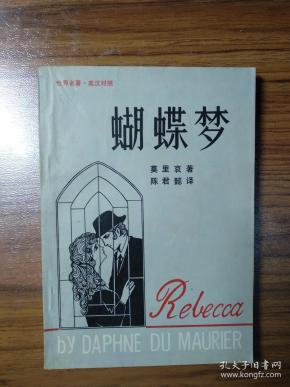 世界名著·英汉对照
蝴蝶梦
莫里哀著
陈君懿译
Rebecca
by DAPHNE DU MAURIER
孔夫子旧书网